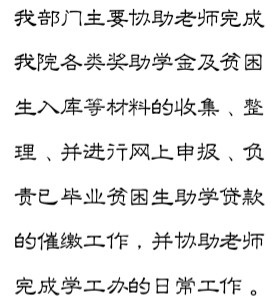 我部门主要协助老师完成
我院各类奖助学金及贫困
生入库等材料的收集、整
理、并进行网上申报、负
责已毕业贫困生助学贷款
的催缴工作，并协助老师
完成学工办的日常工作。